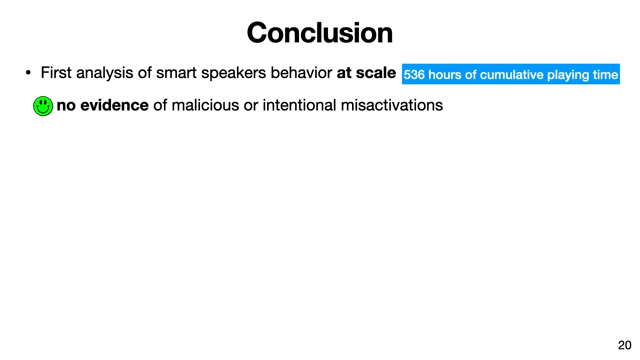 Conclusion
• First analysis of smart speakers behavior at scale 536 hours of cumulative playing time
no evidence of malicious or intentional misactivations
20